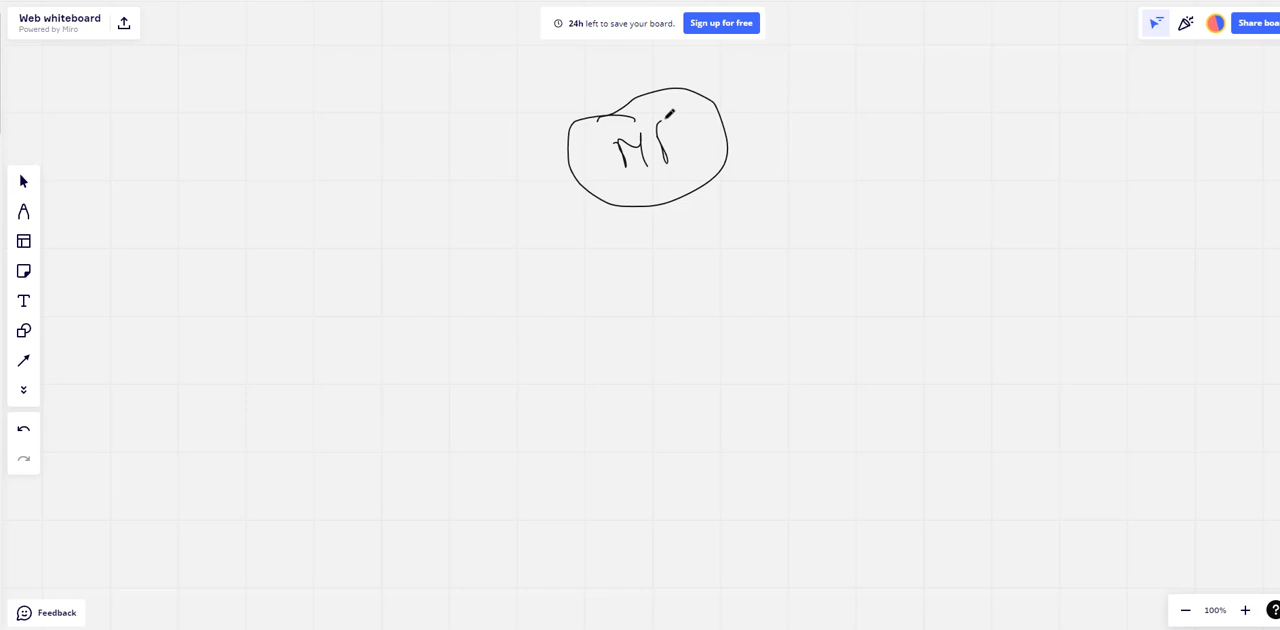 Web whiteboard
Powered by Miro
24h left to save your board.
Sign up for free
Share boa
M
100%
?
Feedback